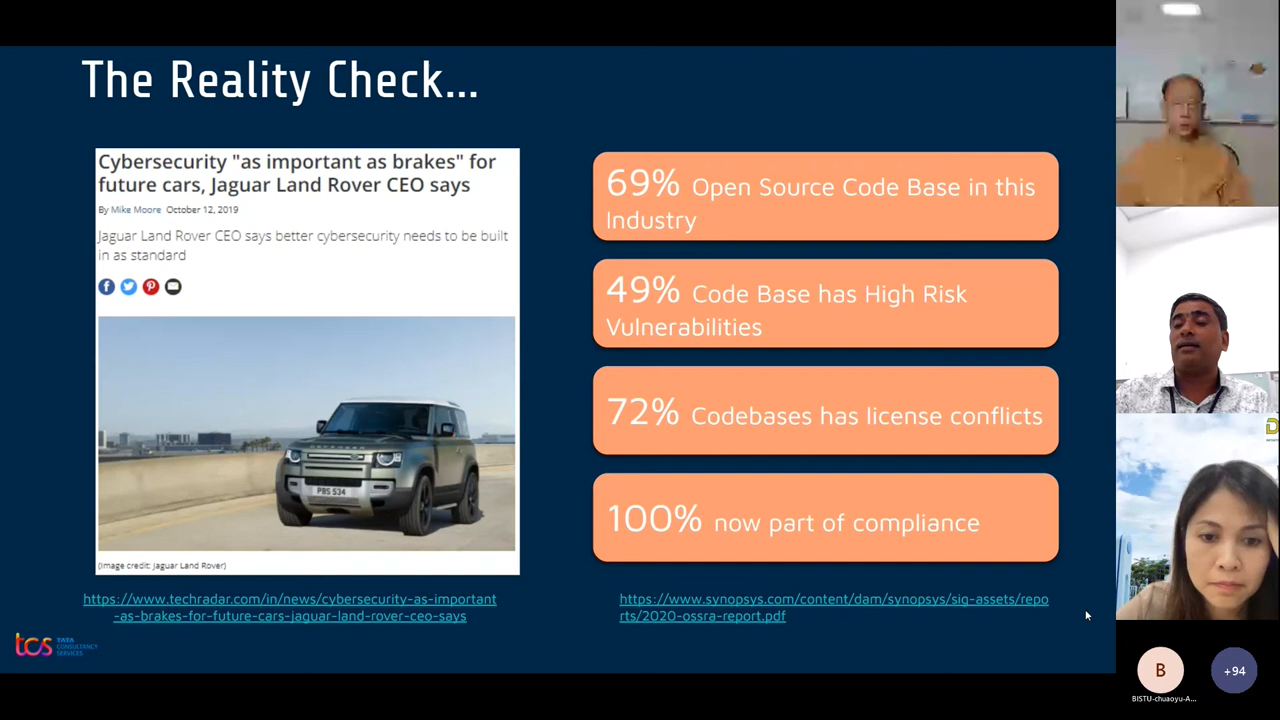 The Reality Check...
Cybersecurity "as important as brakes" for
future cars, Jaguar Land Rover CEO says
By Mike Moore October 12, 2019
Jaguar Land Rover CEO says better cybersecurity needs to be built
in as standard
PBS 534
(Image credit: Jaguar Land Rover)
https://www.techradar.com/in/news/cybersecurity-as-important
-as-brakes-for-future-cars-jaguar-land-rover-ceo-says
69% Open Source Code Base in this
Industry
49% Code Base has High Risk
Vulnerabilities
72% Codebases has license conflicts
100% now part of compliance
https://www.synopsys.com/content/dam/synopsys/sig-assets/repo
rts/2020-ossra-report.pdf
tcs TATA
CONSULTANCY
SERVICES
B
+94
BISTU-chuaoyu-A...